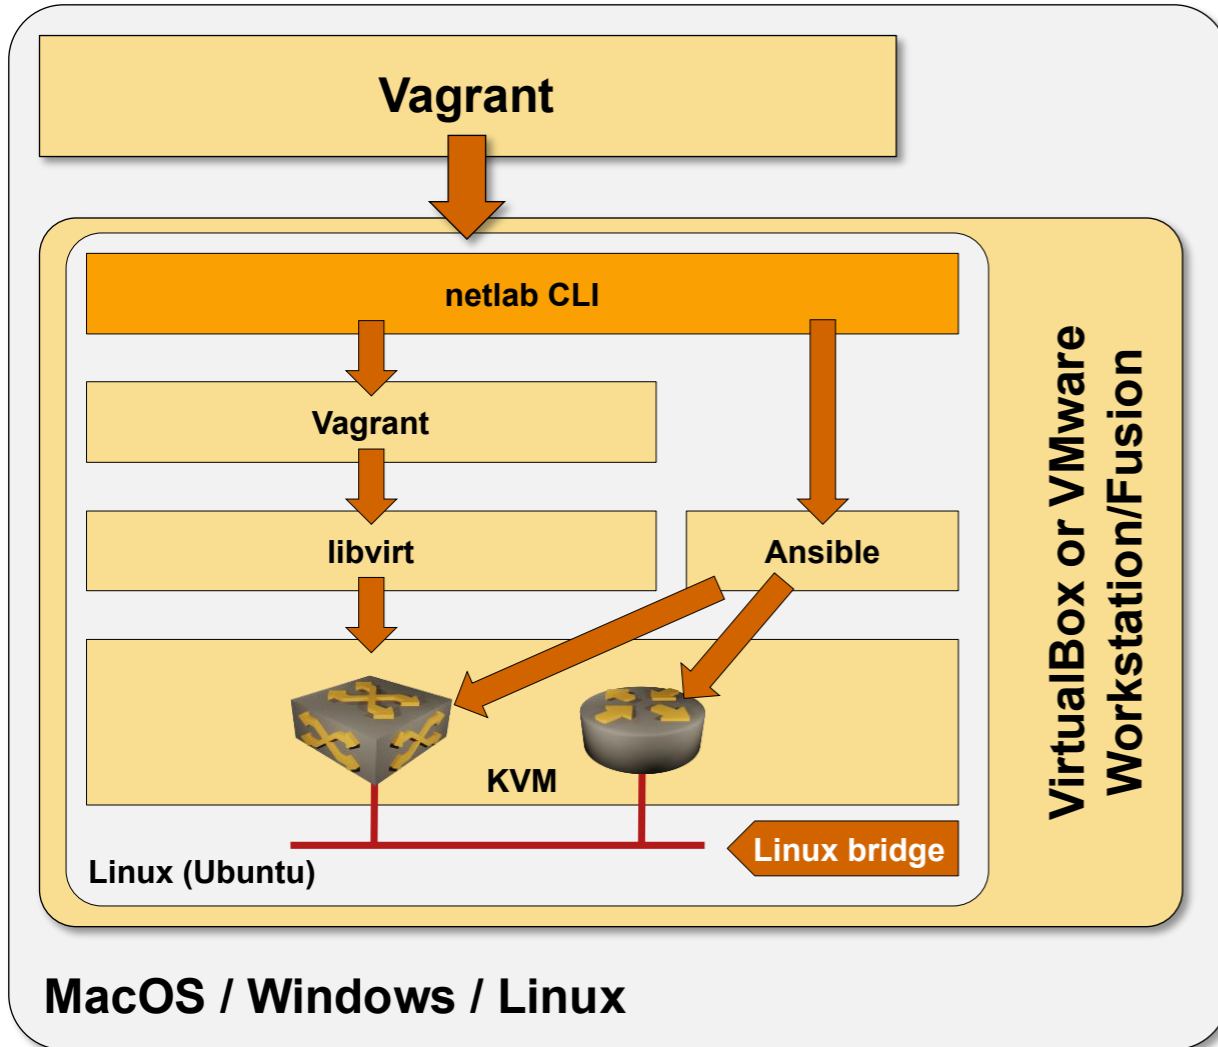 Vagrant
netlab CLI
Vagrant
libvirt
Ansible
KVM
Linux bridge
Linux (Ubuntu)
VirtualBox or VMware
Workstation/Fusion
MacOS / Windows / Linux